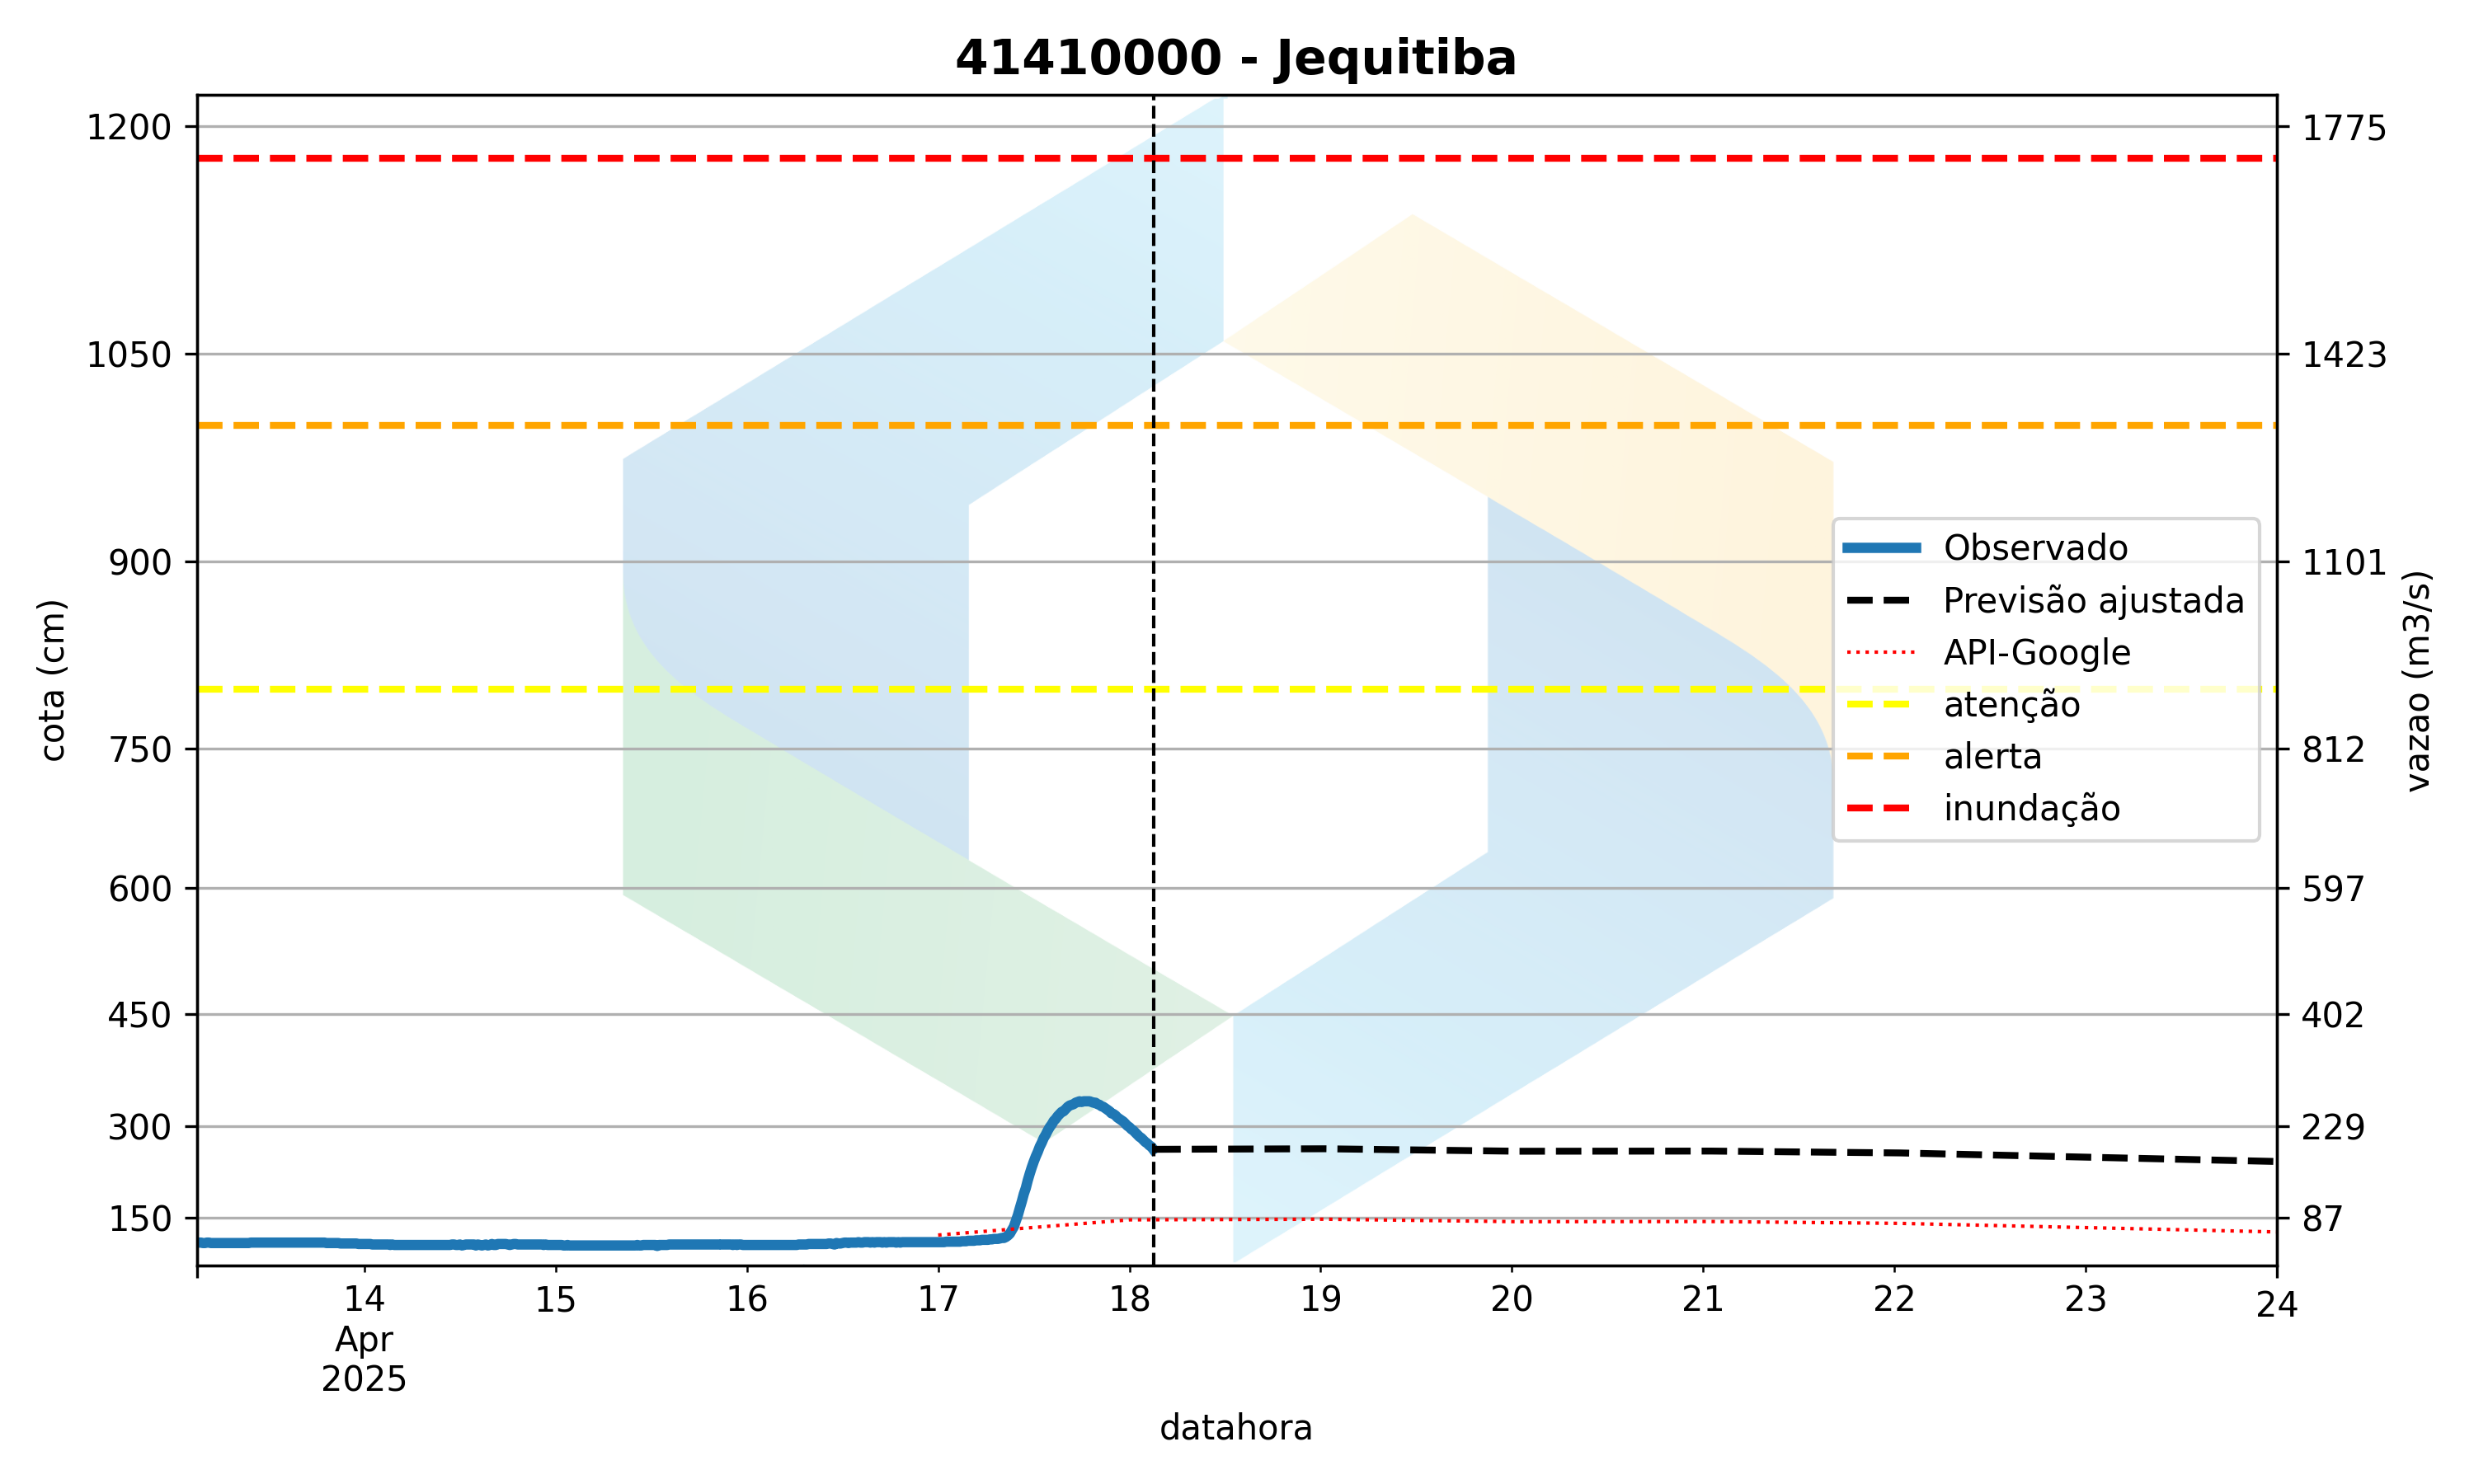 41410000 - Jequitiba
1200
1050
900
750
600
450
300
150
cota (cm)
1775
1423
1101
812
597
402
229
87
vazao (m3/s)
Observado
Previsão ajustada
API-Google
atenção
alerta
inundação
14
Apr
2025
15
16
17
18
19
20
21
22
23
24
datahora